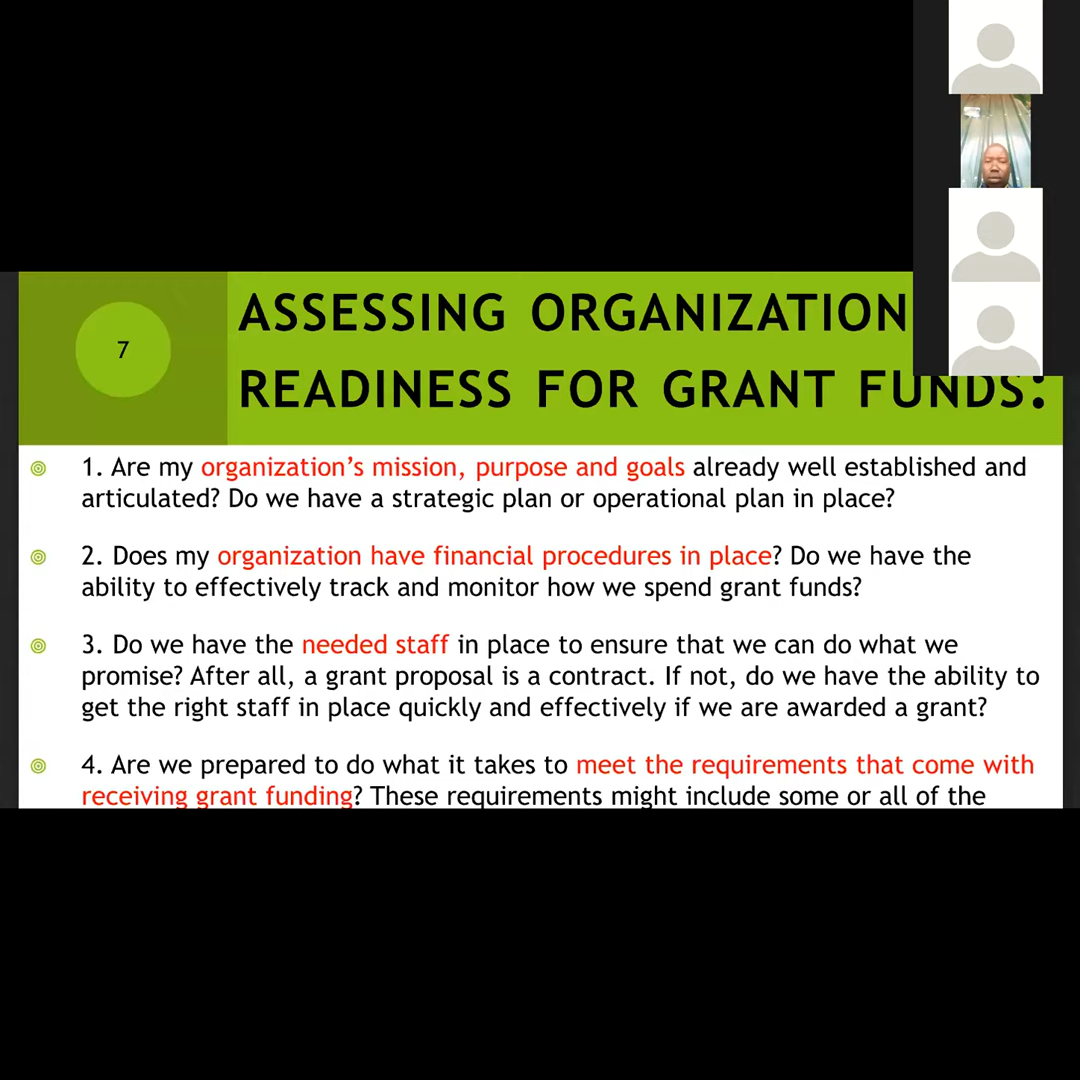 7
ASSESSING ORGANIZATION
READINESS FOR GRANT FUNDS:
1. Are my organization’s mission, purpose and goals already well established and
articulated? Do we have a strategic plan or operational plan in place?
2. Does my organization have financial procedures in place? Do we have the
ability to effectively track and monitor how we spend grant funds?
3. Do we have the needed staff in place to ensure that we can do what we
promise? After all, a grant proposal is a contract. If not, do we have the ability to
get the right staff in place quickly and effectively if we are awarded a grant?
4. Are we prepared to do what it takes to meet the requirements that come with
receiving grant funding? These requirements might include some or all of the